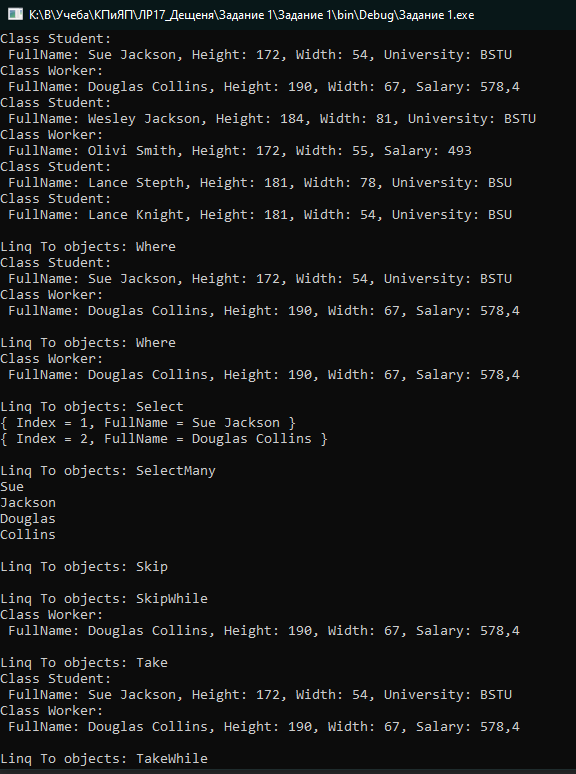 K:\В\Учеба\КПиЯП\ЛР17_Дещеня\Задание 1\Задание 1\bin\Debug\Задание 1.exe
Class Student:
 FullName: Sue Jackson, Height: 172, Width: 54, University: BSTU
Class Worker:
 FullName: Douglas Collins, Height: 190, Width: 67, Salary: 578,4
Class Student:
 FullName: Wesley Jackson, Height: 184, Width: 81, University: BSTU
Class Worker:
 FullName: Olivi Smith, Height: 172, Width: 55, Salary: 493
Class Student:
 FullName: Lance Stepth, Height: 181, Width: 78, University: BSU
Class Student:
 FullName: Lance Knight, Height: 181, Width: 54, University: BSU

Linq To objects: Where
Class Student:
 FullName: Sue Jackson, Height: 172, Width: 54, University: BSTU
Class Worker:
 FullName: Douglas Collins, Height: 190, Width: 67, Salary: 578,4

Linq To objects: Where
Class Worker:
 FullName: Douglas Collins, Height: 190, Width: 67, Salary: 578,4

Linq To objects: Select
{ Index = 1, FullName = Sue Jackson }
{ Index = 2, FullName = Douglas Collins }

Linq To objects: SelectMany
Sue
Jackson
Douglas
Collins

Linq To objects: Skip

Linq To objects: SkipWhile
Class Worker:
 FullName: Douglas Collins, Height: 190, Width: 67, Salary: 578,4

Linq To objects: Take
Class Student:
 FullName: Sue Jackson, Height: 172, Width: 54, University: BSTU
Class Worker:
 FullName: Douglas Collins, Height: 190, Width: 67, Salary: 578,4

Linq To objects: TakeWhile